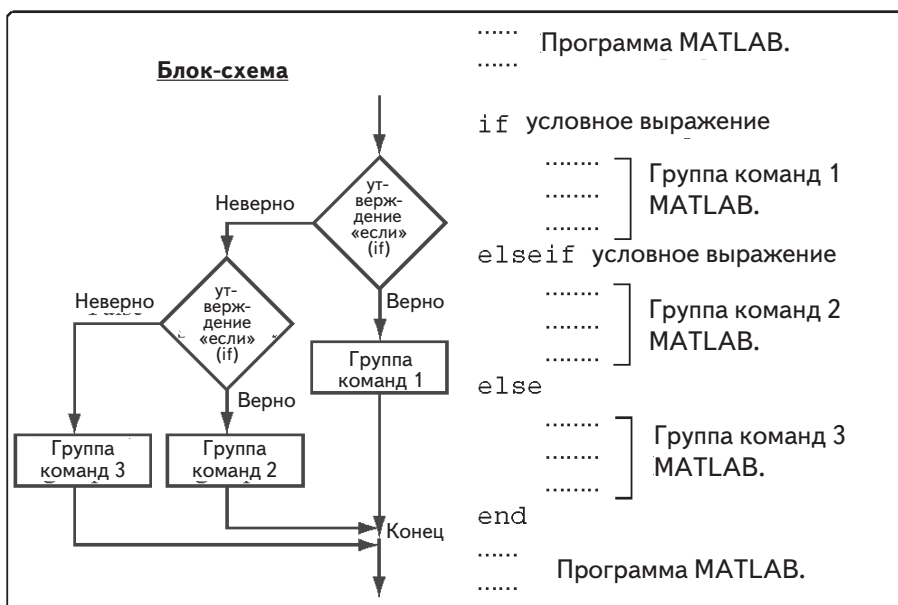 Блок-схема
Неверно
ут-
верж-
дение
«если»
(if)
Неверно
ут-
верж-
дение
«если»
(if)
Верно
Группа
команд 1
Верно
Группа
команд 3
Группа
команд 2
Конец
...... Программа MATLAB.
......
if условное выражение
........ Группа команд 1
........ MATLAB.
........
elseif условное выражение
........ Группа команд 2
........ MATLAB.
........
else
........ Группа команд 3
........ MATLAB.
........
end
......
...... Программа MATLAB.